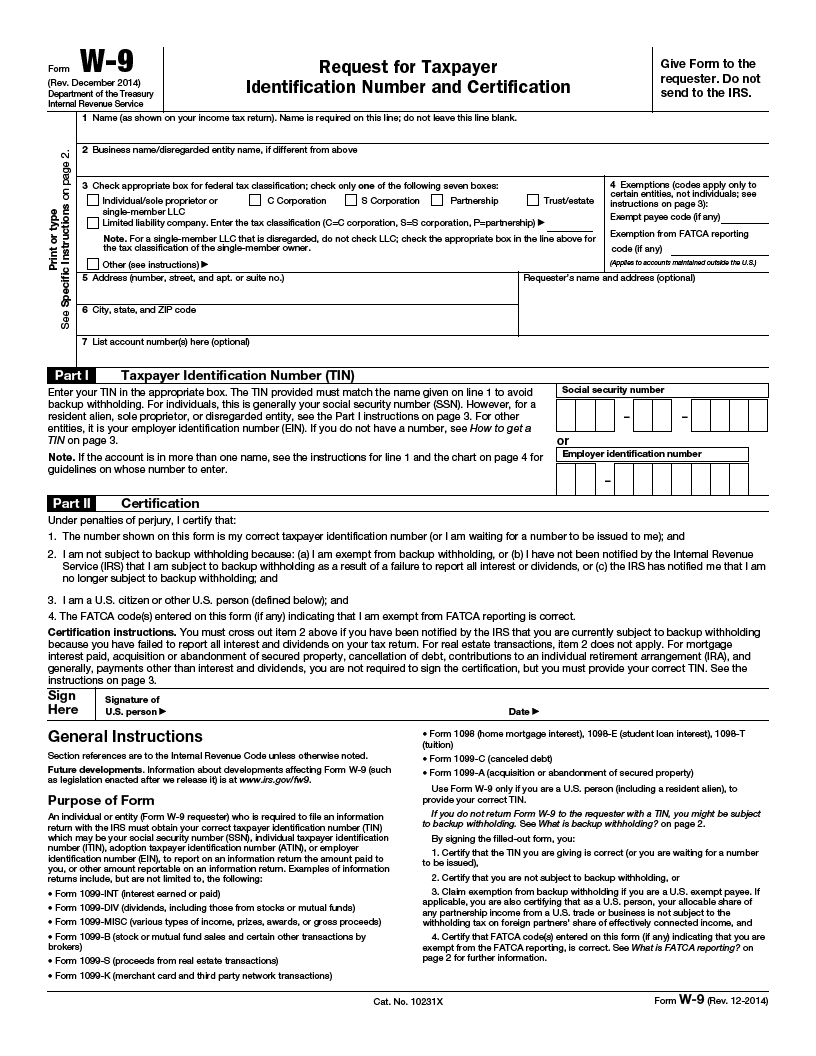 Form W-9
(Rev. December 2014)
Department of the Treasury
Internal Revenue Service
Request for Taxpayer
Identification Number and Certification
Give Form to the
requester. Do not
send to the IRS.
Print or type
See Specific Instructions on page 2.
1 Name (as shown on your income tax return). Name is required on this line; do not leave this line blank.
2 Business name/disregarded entity name, if different from above
3 Check appropriate box for federal tax classification; check only one of the following seven boxes:
Individual/sole proprietor or
single-member LLC
C Corporation
S Corporation
Partnership
Trust/estate
Limited liability company. Enter the tax classification (C=C corporation, S=S corporation, P=partnership) ▶
Note. For a single-member LLC that is disregarded, do not check LLC; check the appropriate box in the line above for
the tax classification of the single-member owner.
Other (see instructions) ▶
4 Exemptions (codes apply only to
certain entities, not individuals; see
instructions on page 3):
Exempt payee code (if any)
Exemption from FATCA reporting
code (if any)
(Applies to accounts maintained outside the U.S.)
5 Address (number, street, and apt. or suite no.)
Requester's name and address (optional)
6 City, state, and ZIP code
7 List account number(s) here (optional)
Part I Taxpayer Identification Number (TIN)
Enter your TIN in the appropriate box. The TIN provided must match the name given on line 1 to avoid
backup withholding. For individuals, this is generally your social security number (SSN). However, for a
resident alien, sole proprietor, or disregarded entity, see the Part I instructions on page 3. For other
entities, it is your employer identification number (EIN). If you do not have a number, see How to get a
TIN on page 3.
Note. If the account is in more than one name, see the instructions for line 1 and the chart on page 4 for
guidelines on whose number to enter.
Social security number
– –
or
Employer identification number
–
Part II Certification
Under penalties of perjury, I certify that:
1. The number shown on this form is my correct taxpayer identification number (or I am waiting for a number to be issued to me); and
2. I am not subject to backup withholding because: (a) I am exempt from backup withholding, or (b) I have not been notified by the Internal Revenue
Service (IRS) that I am subject to backup withholding as a result of a failure to report all interest or dividends, or (c) the IRS has notified me that I am
no longer subject to backup withholding; and
3. I am a U.S. citizen or other U.S. person (defined below); and
4. The FATCA code(s) entered on this form (if any) indicating that I am exempt from FATCA reporting is correct.
Certification instructions. You must cross out item 2 above if you have been notified by the IRS that you are currently subject to backup withholding
because you have failed to report all interest and dividends on your tax return. For real estate transactions, item 2 does not apply. For mortgage
interest paid, acquisition or abandonment of secured property, cancellation of debt, contributions to an individual retirement arrangement (IRA), and
generally, payments other than interest and dividends, you are not required to sign the certification, but you must provide your correct TIN. See the
instructions on page 3.
Sign
Here
Signature of
U.S. person ▶
Date ▶
General Instructions
Section references are to the Internal Revenue Code unless otherwise noted.
Future developments. Information about developments affecting Form W-9 (such
as legislation enacted after we release it) is at www.irs.gov/fw9.
Purpose of Form
An individual or entity (Form W-9 requester) who is required to file an information
return with the IRS must obtain your correct taxpayer identification number (TIN)
which may be your social security number (SSN), individual taxpayer identification
number (ITIN), adoption taxpayer identification number (ATIN), or employer
identification number (EIN), to report on an information return the amount paid to
you, or other amount reportable on an information return. Examples of information
returns include, but are not limited to, the following:
• Form 1099-INT (interest earned or paid)
• Form 1099-DIV (dividends, including those from stocks or mutual funds)
• Form 1099-MISC (various types of income, prizes, awards, or gross proceeds)
• Form 1099-B (stock or mutual fund sales and certain other transactions by
brokers)
• Form 1099-S (proceeds from real estate transactions)
• Form 1099-K (merchant card and third party network transactions)
• Form 1098 (home mortgage interest), 1098-E (student loan interest), 1098-T
(tuition)
• Form 1099-C (canceled debt)
• Form 1099-A (acquisition or abandonment of secured property)
Use Form W-9 only if you are a U.S. person (including a resident alien), to
provide your correct TIN.
If you do not return Form W-9 to the requester with a TIN, you might be subject
to backup withholding. See What is backup withholding? on page 2.
By signing the filled-out form, you:
1. Certify that the TIN you are giving is correct (or you are waiting for a number
to be issued),
2. Certify that you are not subject to backup withholding, or
3. Claim exemption from backup withholding if you are a U.S. exempt payee. If
applicable, you are also certifying that as a U.S. person, your allocable share of
any partnership income from a U.S. trade or business is not subject to the
withholding tax on foreign partners' share of effectively connected income, and
4. Certify that FATCA code(s) entered on this form (if any) indicating that you are
exempt from the FATCA reporting, is correct. See What is FATCA reporting? on
page 2 for further information.
Cat. No. 10231X
Form W-9 (Rev. 12-2014)